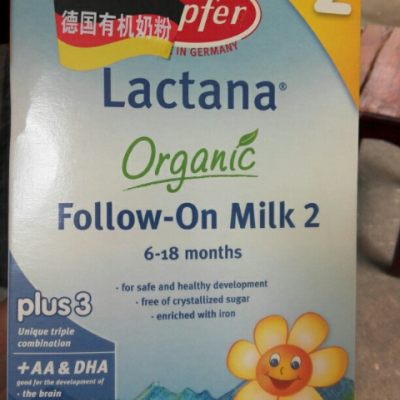 德国有机奶粉
pfer
IN GERMANY
2
Lactana®
Organic
Follow-On Milk 2
6-18 months
- for safe and healthy development
- free of crystallized sugar
- enriched with iron
plus3
Unique triple
combination
+AA & DHA
good for the development of
- the brain